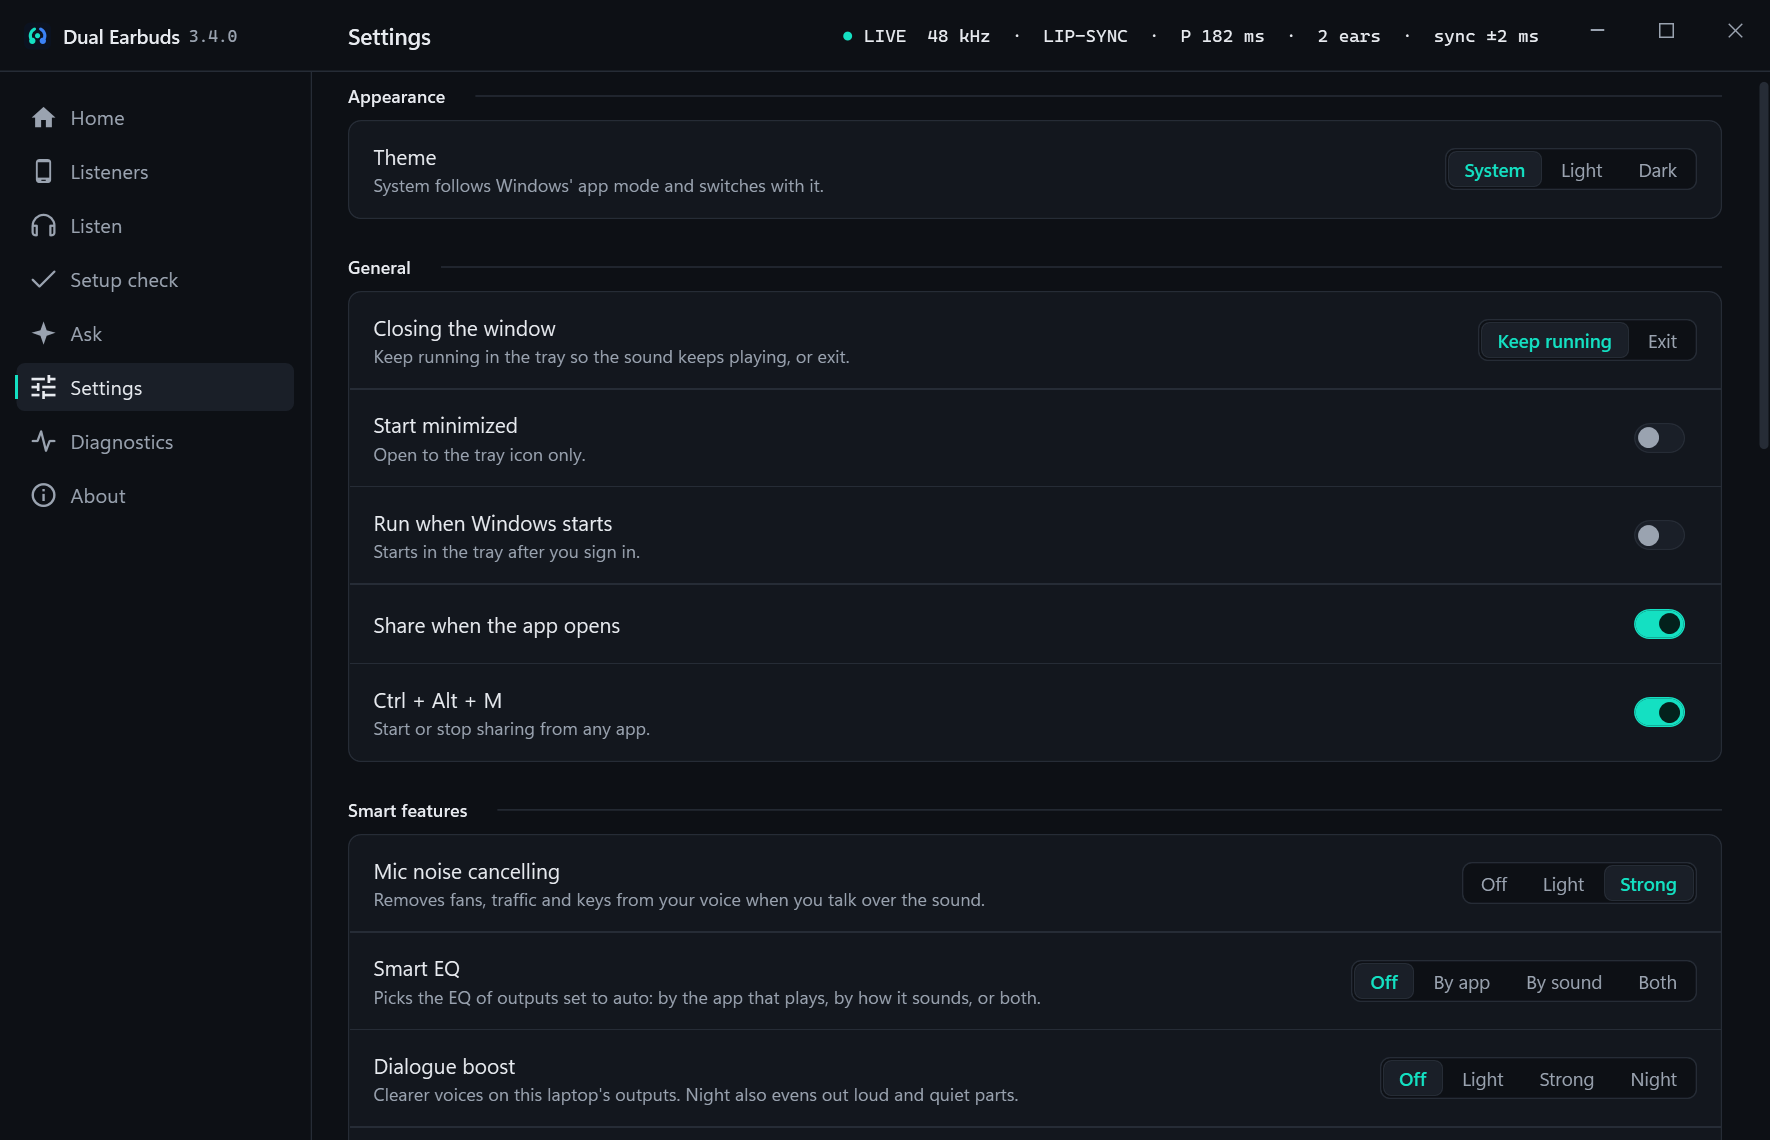 Dual Earbuds 3.4.0
Settings
LIVE 48 kHz · LIP-SYNC · P 182 ms · 2 ears · sync ±2 ms
Home
Listeners
Listen
Setup check
Ask
Settings
Diagnostics
About
Appearance
Theme
System follows Windows' app mode and switches with it.
System Light Dark
General
Closing the window
Keep running in the tray so the sound keeps playing, or exit.
Keep running Exit
Start minimized
Open to the tray icon only.
Run when Windows starts
Starts in the tray after you sign in.
Share when the app opens
Ctrl + Alt + M
Start or stop sharing from any app.
Smart features
Mic noise cancelling
Removes fans, traffic and keys from your voice when you talk over the sound.
Off Light Strong
Smart EQ
Picks the EQ of outputs set to auto: by the app that plays, by how it sounds, or both.
Off By app By sound Both
Dialogue boost
Clearer voices on this laptop's outputs. Night also evens out loud and quiet parts.
Off Light Strong Night